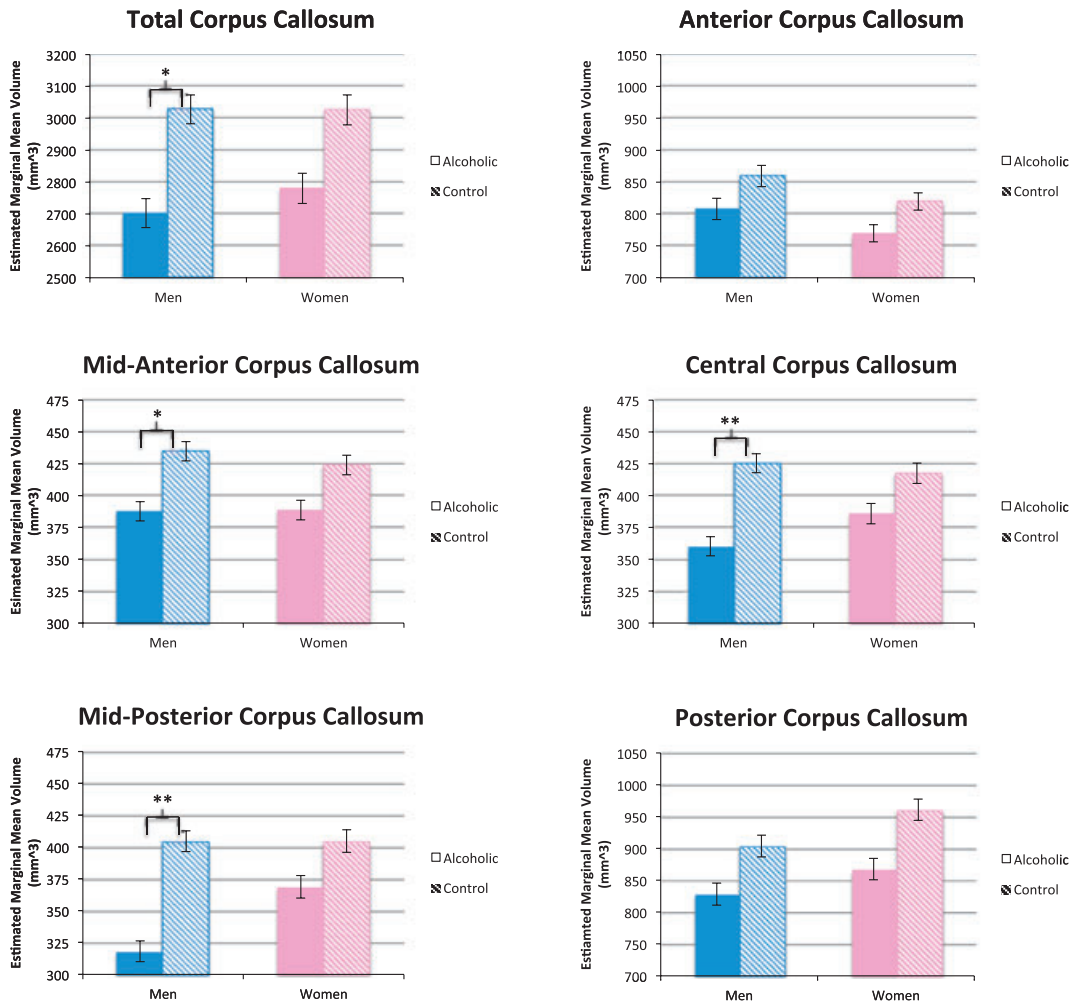 Total Corpus Callosum
Estimated Marginal Mean Volume
(mm^3)
3200
3100
3000
2900
2800
2700
2600
2500
*
Men
Women
Alcoholic
Control
Anterior Corpus Callosum
Estimated Marginal Mean Volume
(mm^3)
1050
1000
950
900
850
800
750
700
Men
Women
Alcoholic
Control
Mid-Anterior Corpus Callosum
Esimated Marginal Mean Volume
(mm^3)
475
450
425
400
375
350
325
300
*
Men
Women
Alcoholic
Control
Central Corpus Callosum
Estimated Marginal Mean Volume
(mm^3)
475
450
425
400
375
350
325
300
**
Men
Women
Alcoholic
Control
Mid-Posterior Corpus Callosum
Estimated Marginal Mean Volume
(mm^3)
475
450
425
400
375
350
325
300
**
Men
Women
Alcoholic
Control
Posterior Corpus Callosum
Estiamted Marginal Mean Volume
(mm^3)
1050
1000
950
900
850
800
750
700
Men
Women
Alcoholic
Control